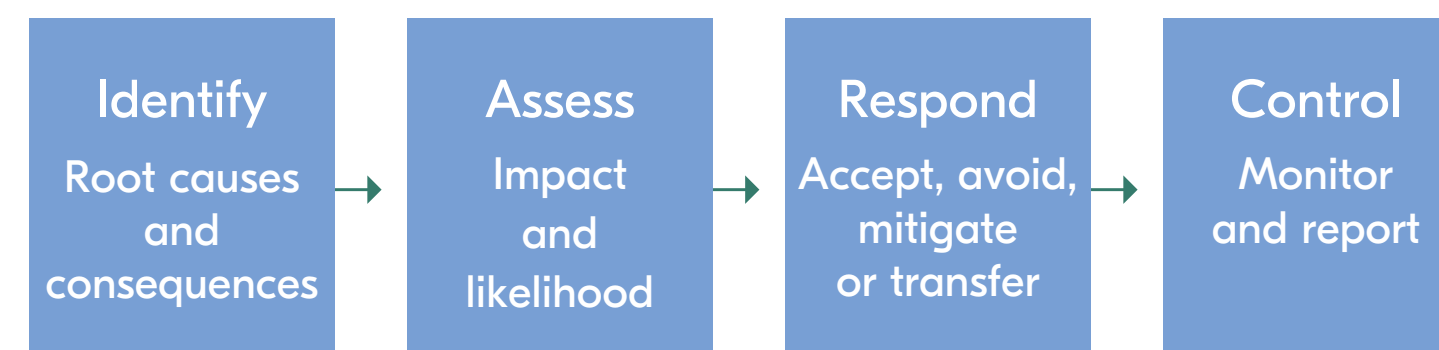 Identify
Root causes
and
consequences
Assess
Impact
and
likelihood
Respond
Accept, avoid,
mitigate
or transfer
Control
Monitor
and report